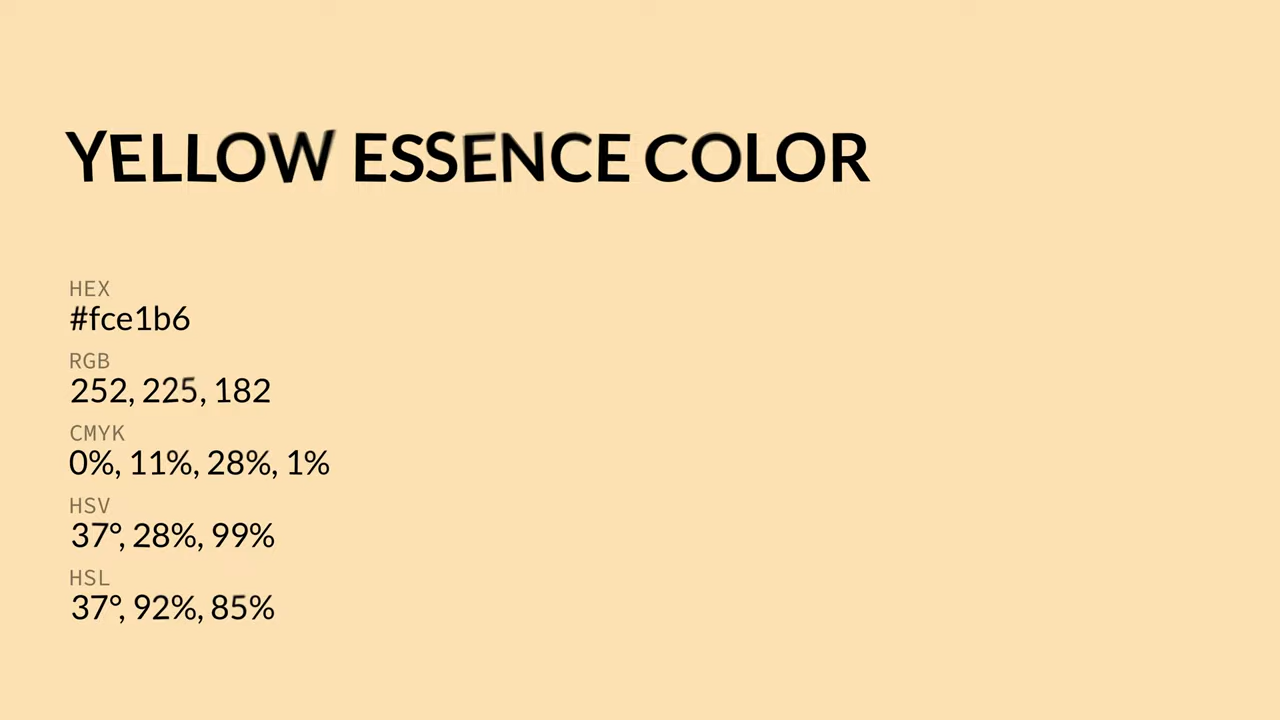 YELLOW ESSENCE COLOR
HEX
#fce1b6
RGB
252, 225, 182
CMYK
0%, 11%, 28%, 1%
HSV
37°, 28%, 99%
HSL
37°, 92%, 85%